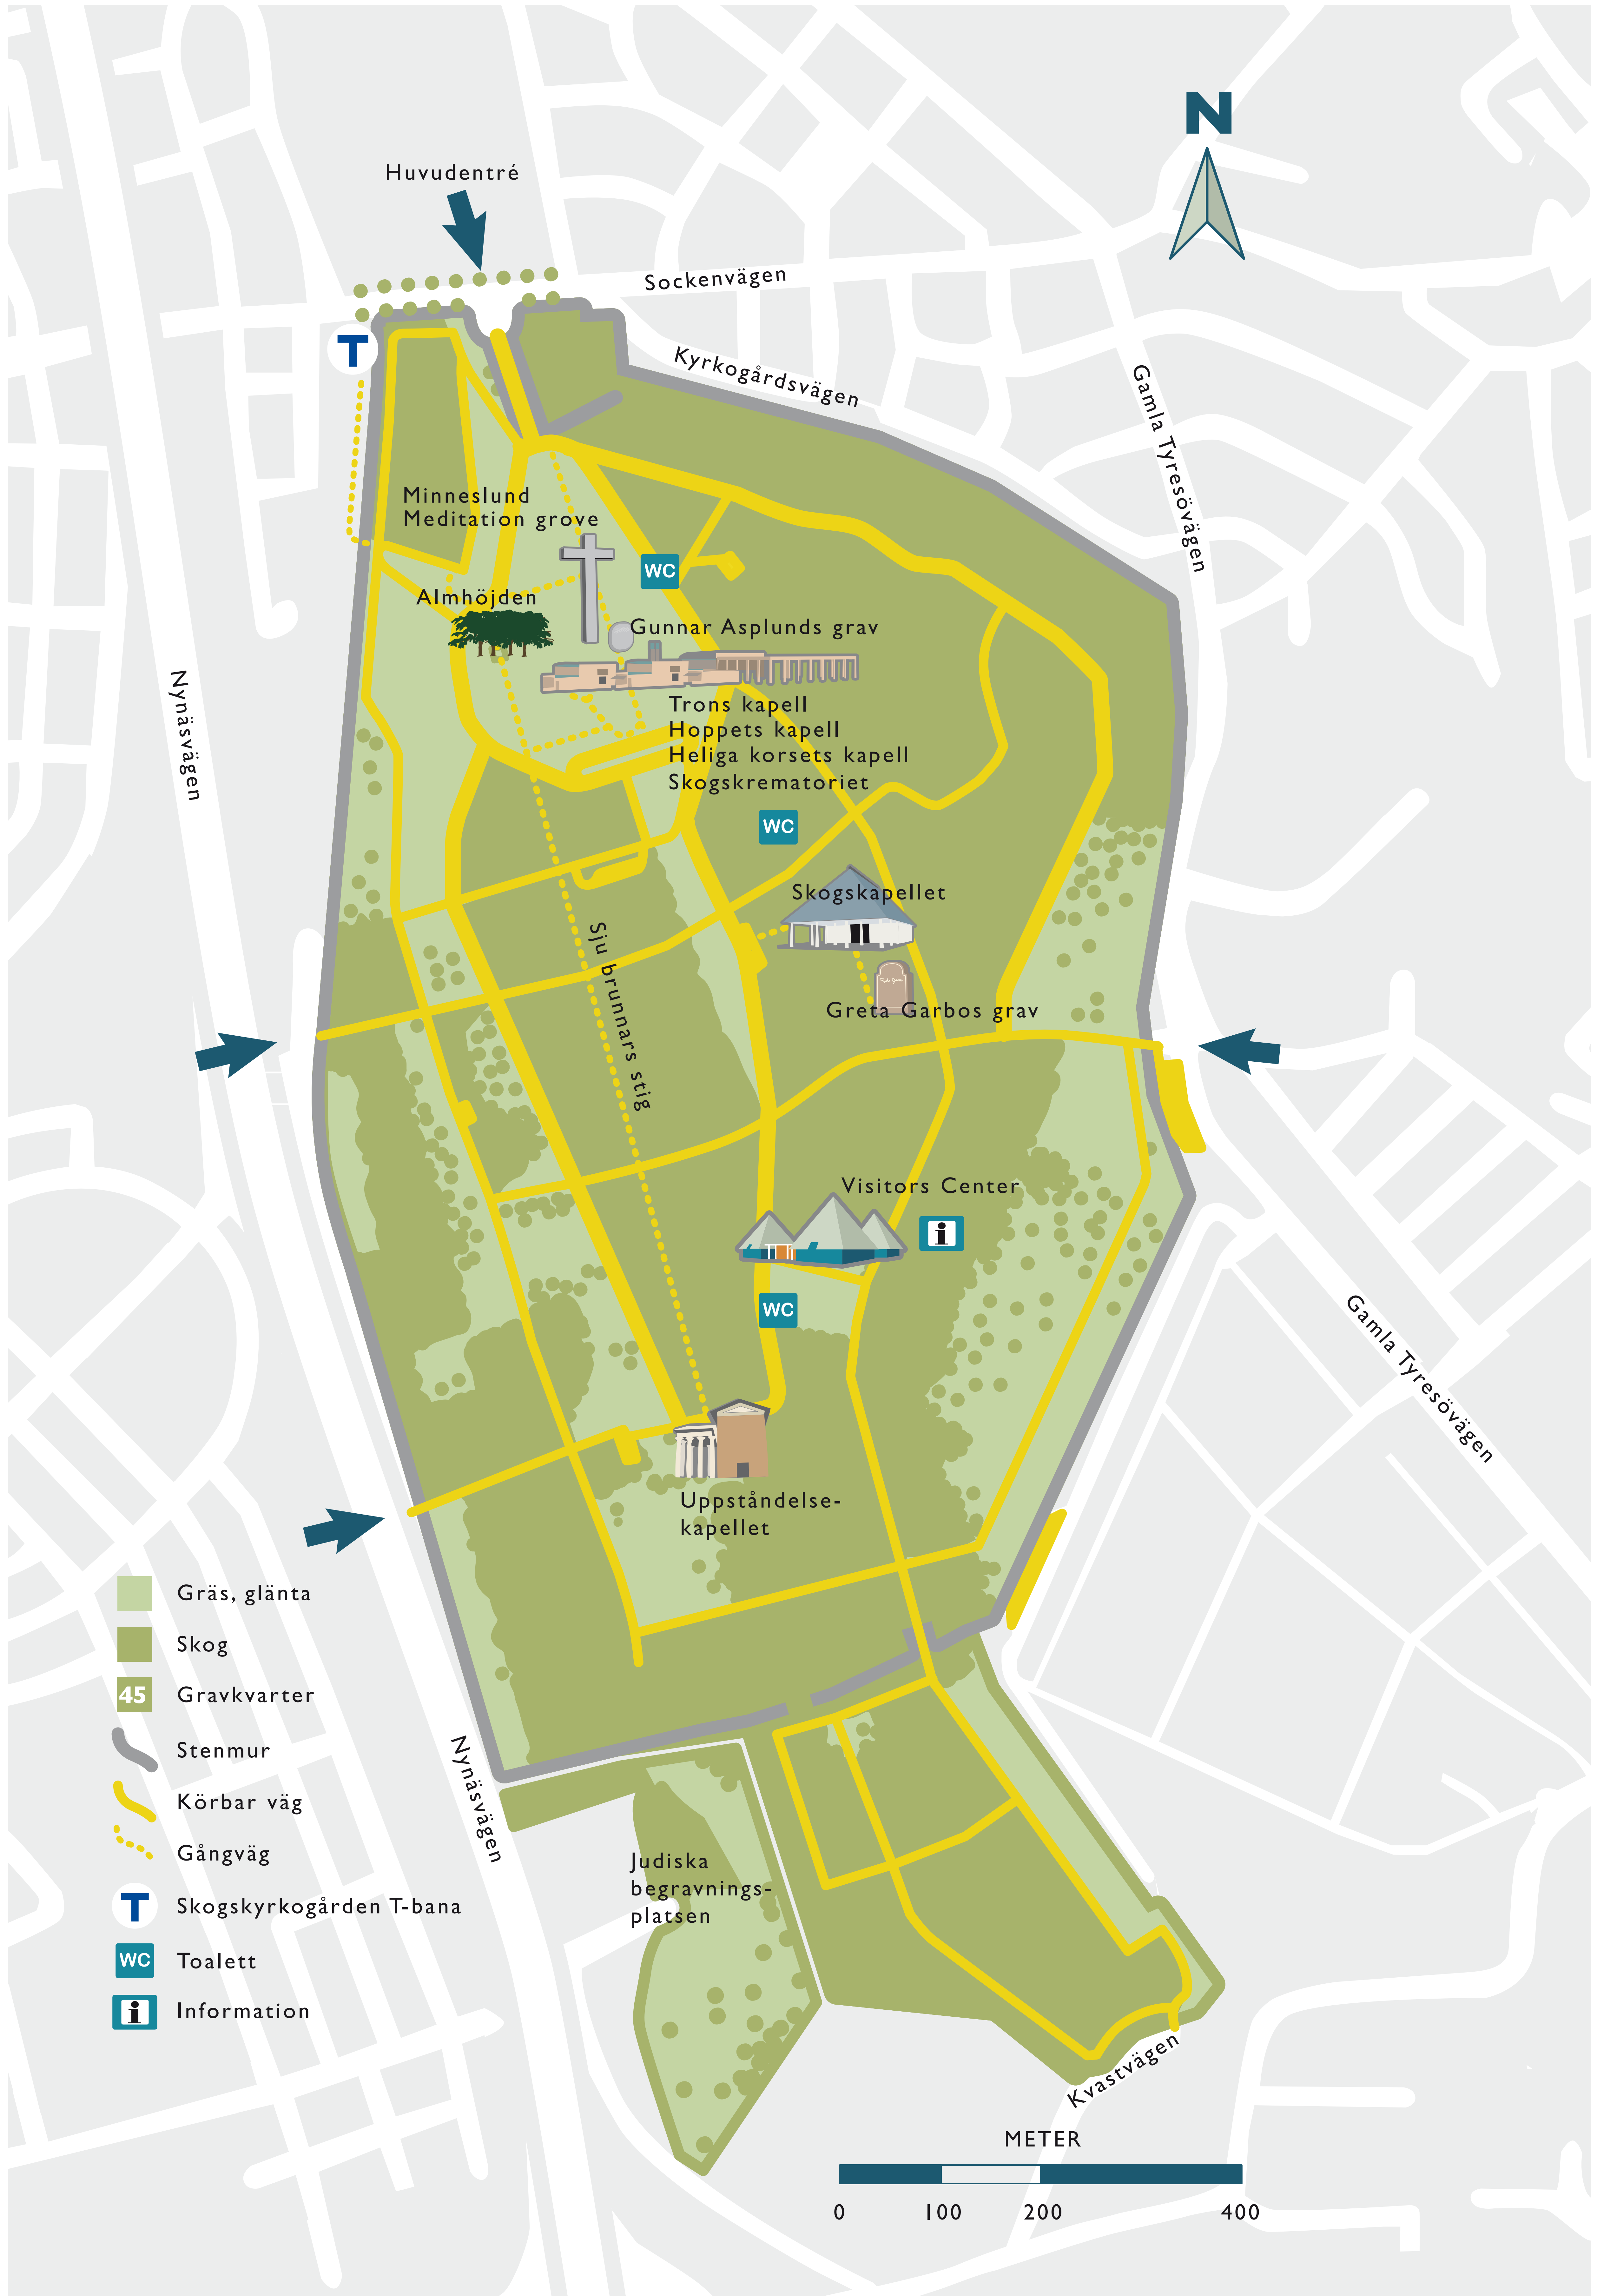 N
Huvudentré
Sockenvägen
T
Kyrkogårdsvägen
Gamla Tyresövägen
Minneslund
Meditation grove
WC
Almhöjden
Gunnar Asplunds grav
Nynäsvägen
Trons kapell
Hoppets kapell
Heliga korsets kapell
Skogskrematoriet
WC
Skogskapellet
Sju brunnars stig
Greta Garbos grav
Visitors Center
i
WC
Gamla Tyresövägen
Uppståndelse-
kapellet
Gräs, glänta
Skog
45 Gravkvarter
Stenmur
Körbar väg
Gångväg
T Skogskyrkogården T-bana
WC Toalett
i Information
Nynäsvägen
Judiska
begravnings-
platsen
Kvastvägen
METER
0 100 200 400